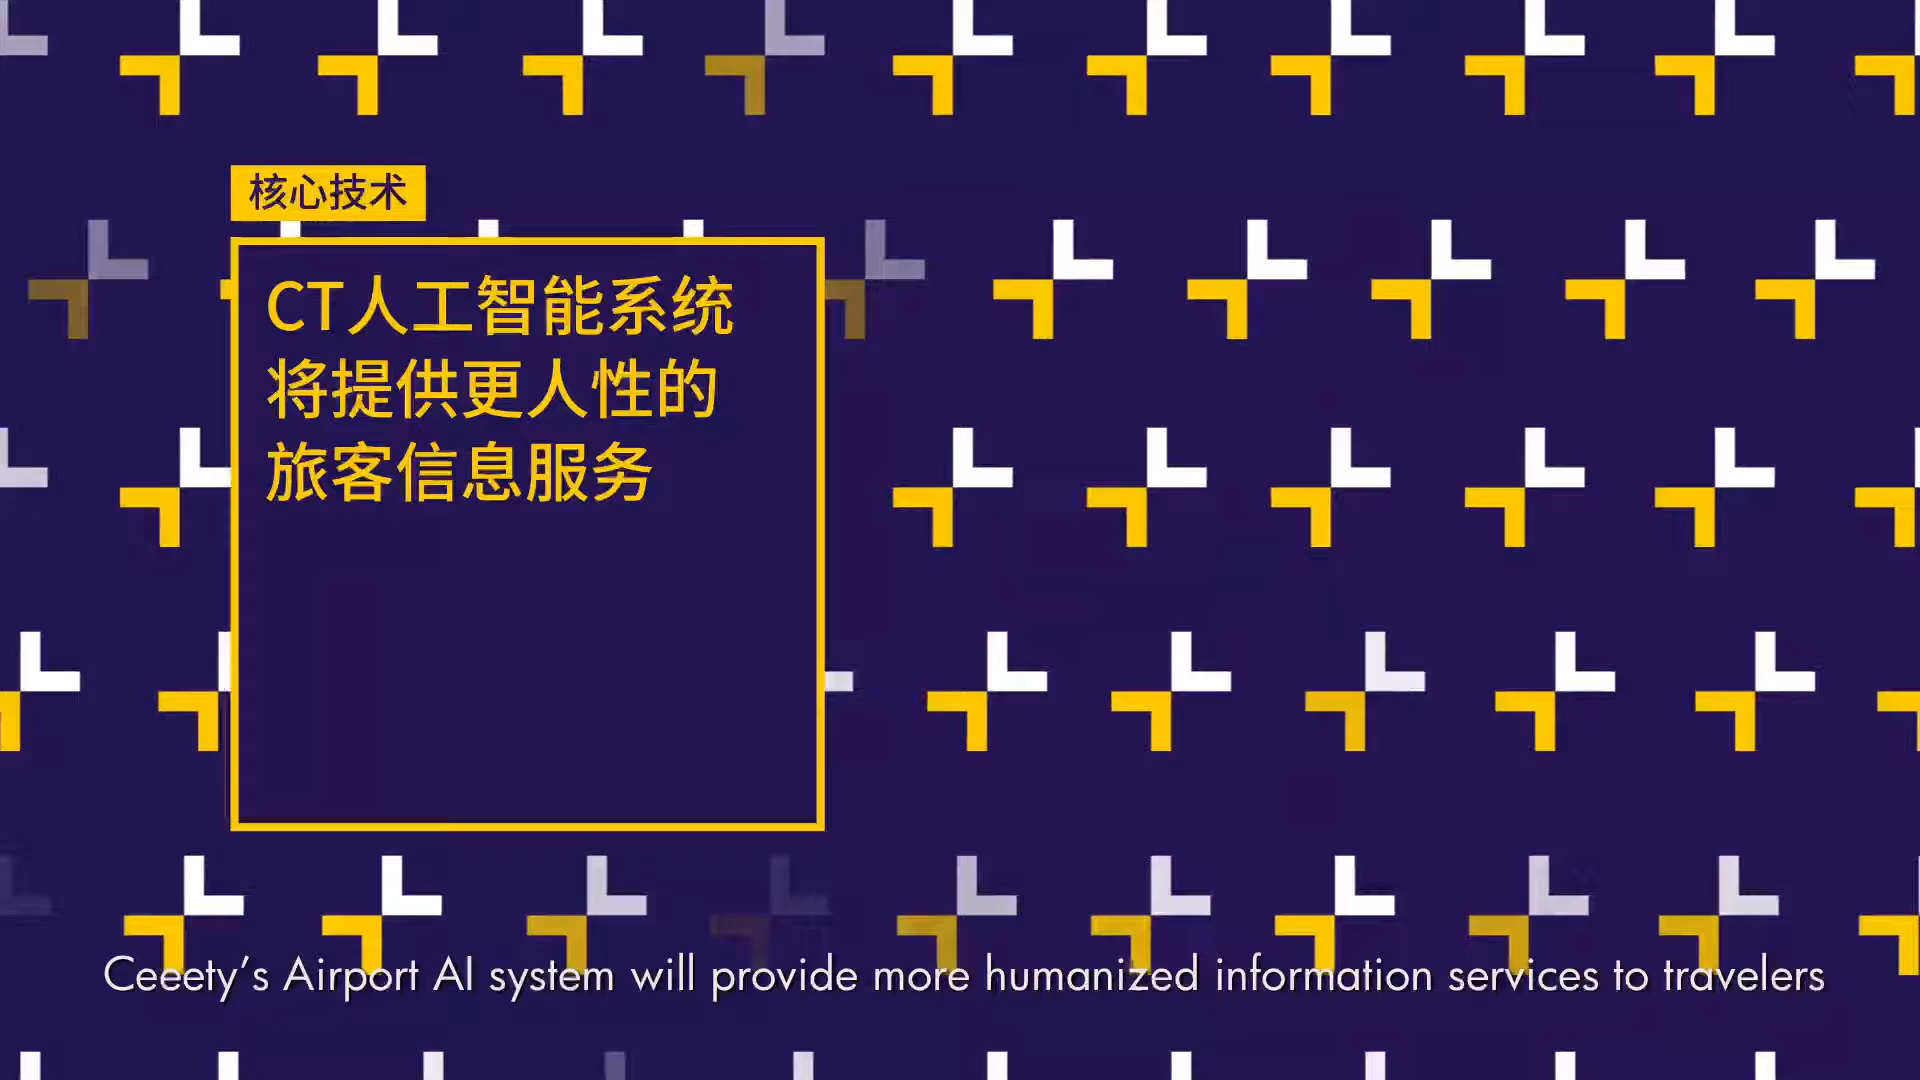 核心技术
CT人工智能系统
将提供更人性的
旅客信息服务
Ceeety’s Airport AI system will provide more humanized information services to travelers